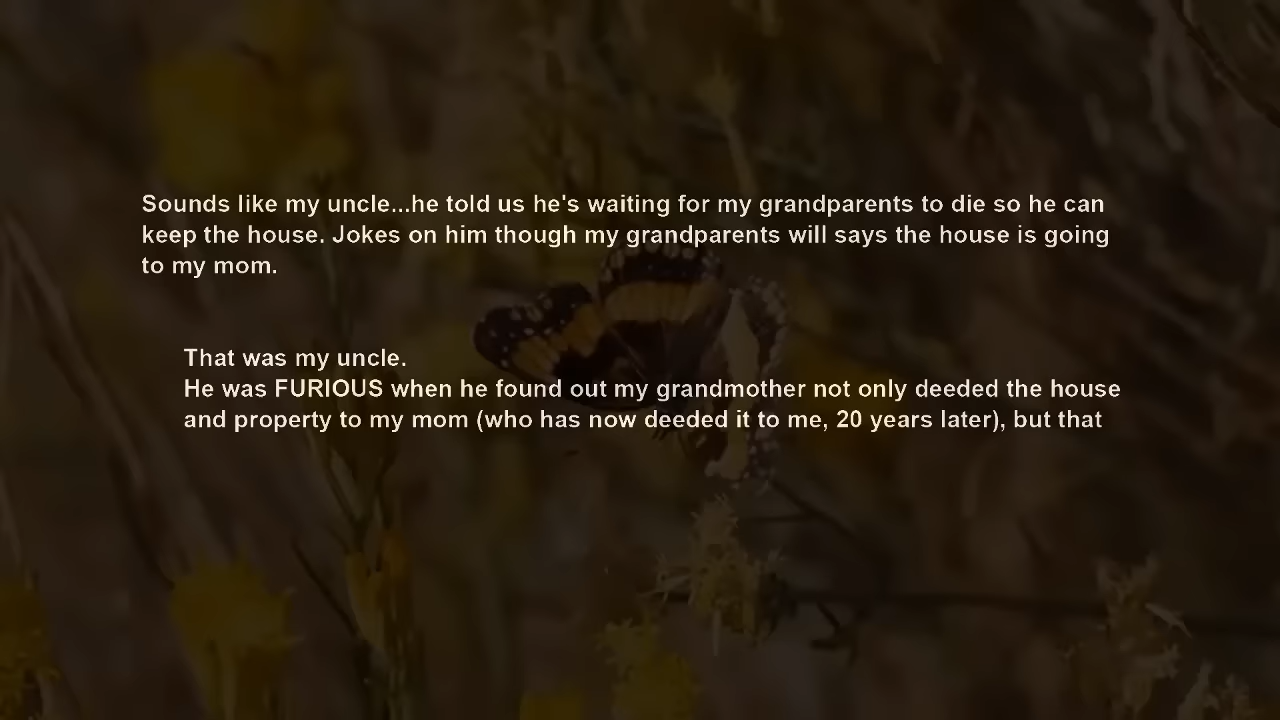 Sounds like my uncle...he told us he's waiting for my grandparents to die so he can
keep the house. Jokes on him though my grandparents will says the house is going
to my mom.
That was my uncle.
He was FURIOUS when he found out my grandmother not only deeded the house
and property to my mom (who has now deeded it to me, 20 years later), but that